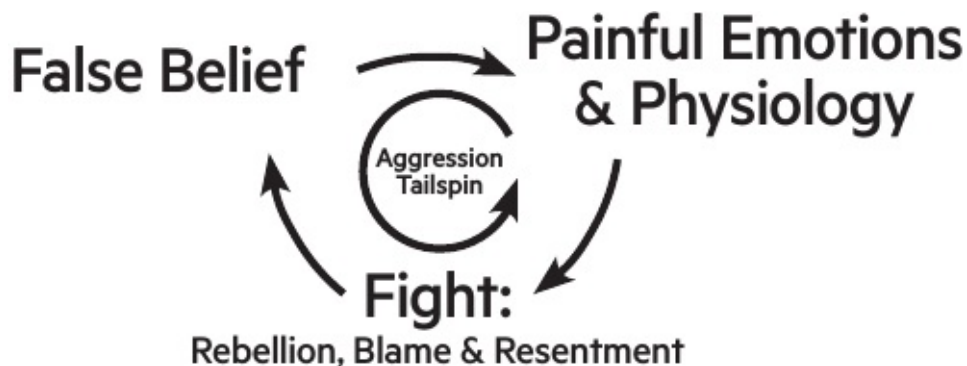 False Belief
Painful Emotions
& Physiology
Aggression
Tailspin
Fight:
Rebellion, Blame & Resentment